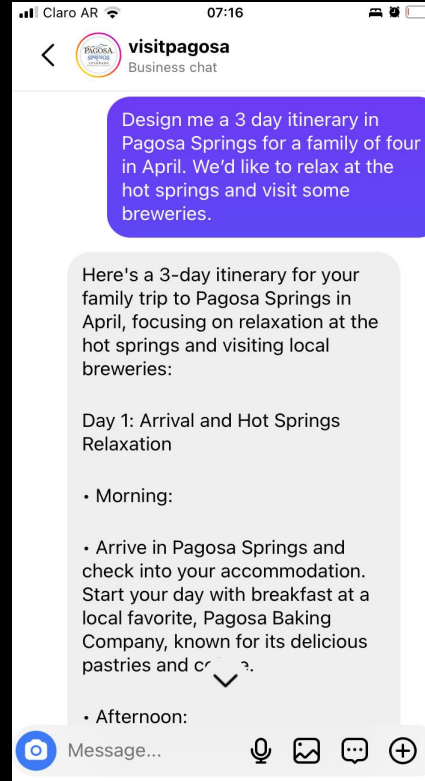 Claro AR 07:16
PAGOSA
SPRINGS
COLORADO
visitpagosa
Business chat
Design me a 3 day itinerary in
Pagosa Springs for a family of four
in April. We’d like to relax at the
hot springs and visit some
breweries.
Here's a 3-day itinerary for your
family trip to Pagosa Springs in
April, focusing on relaxation at the
hot springs and visiting local
breweries:
Day 1: Arrival and Hot Springs
Relaxation
• Morning:
• Arrive in Pagosa Springs and
check into your accommodation.
Start your day with breakfast at a
local favorite, Pagosa Baking
Company, known for its delicious
pastries and
• Afternoon:
Message...